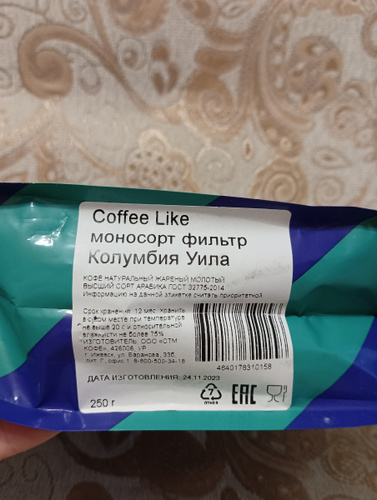 Coffee Like
моносорт фильтр
Колумбия Уила
КОФЕ НАТУРАЛЬНЫЙ ЖАРЕНЫЙ МОЛОТЫЙ
ВЫСШИЙ СОРТ АРАБИКА ГОСТ 32775-2014
Информацию на данной этикетке считать приоритетной
Срок хранения: 12 мес. Хранить
в сухом месте при температуре
не выше 20 с и относительной
влажности не более 75%
ИЗГОТОВИТЕЛЬ: ООО «СТМ
КОФЕ», 426006, УР,
г. Ижевск, ул. Баранова, 33б,
лит. Г, офис 1, 8-800-500-34-18
4640178310158
ДАТА ИЗГОТОВЛЕНИЯ: 24.11.2023
250 г
7
OTHER
EAC